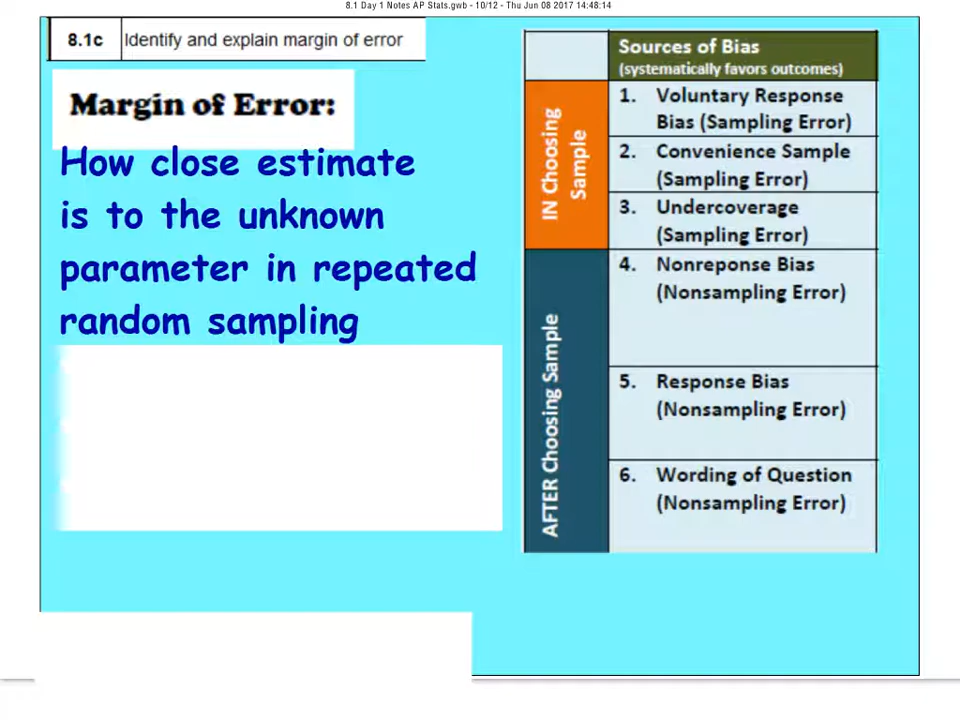 8.1 Day 1 Notes AP Stats.gwb - 10/12 - Thu Jun 08 2017 14:48:14
8.1c Identify and explain margin of error
Margin of Error:
How close estimate
is to the unknown
parameter in repeated
random sampling
Sources of Bias
(systematically favors outcomes)
IN Choosing
Sample
1. Voluntary Response
Bias (Sampling Error)
2. Convenience Sample
(Sampling Error)
3. Undercoverage
(Sampling Error)
AFTER Choosing Sample
4. Nonreponse Bias
(Nonsampling Error)
5. Response Bias
(Nonsampling Error)
6. Wording of Question
(Nonsampling Error)